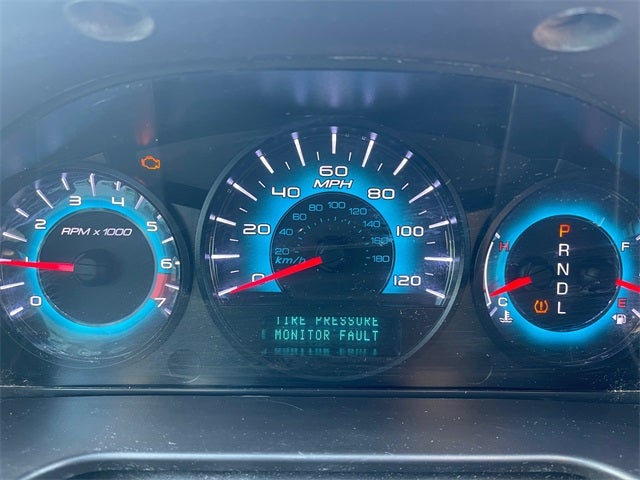 0 1 2 3 4 5 6 7
RPM x 1000
0 20 40 60 80 100 120
MPH
20 40 60 80 100 120 140 160 180
km/h
TIRE PRESSURE
MONITOR FAULT
H
C
P
R
N
D
L
F
E